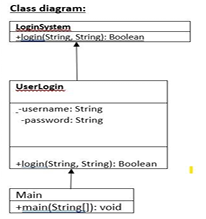 Class diagram:
LoginSystem
+login(String, String): Boolean
UserLogin
-username: String
-password: String
+login(String, String): Boolean
Main
+main(String[]): void